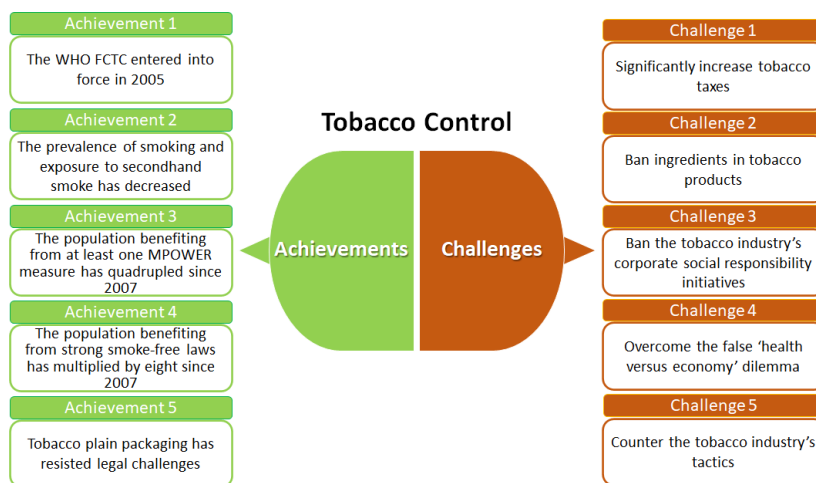 Achievement 1
The WHO FCTC entered into
force in 2005
Achievement 2
The prevalence of smoking and
exposure to secondhand
smoke has decreased
Achievement 3
The population benefiting
from at least one MPOWER
measure has quadrupled since
2007
Achievement 4
The population benefiting
from strong smoke-free laws
has multiplied by eight since
2007
Achievement 5
Tobacco plain packaging has
resisted legal challenges
Tobacco Control
Achievements
Challenges
Challenge 1
Significantly increase tobacco
taxes
Challenge 2
Ban ingredients in tobacco
products
Challenge 3
Ban the tobacco industry’s
corporate social responsibility
initiatives
Challenge 4
Overcome the false ‘health
versus economy’ dilemma
Challenge 5
Counter the tobacco industry’s
tactics